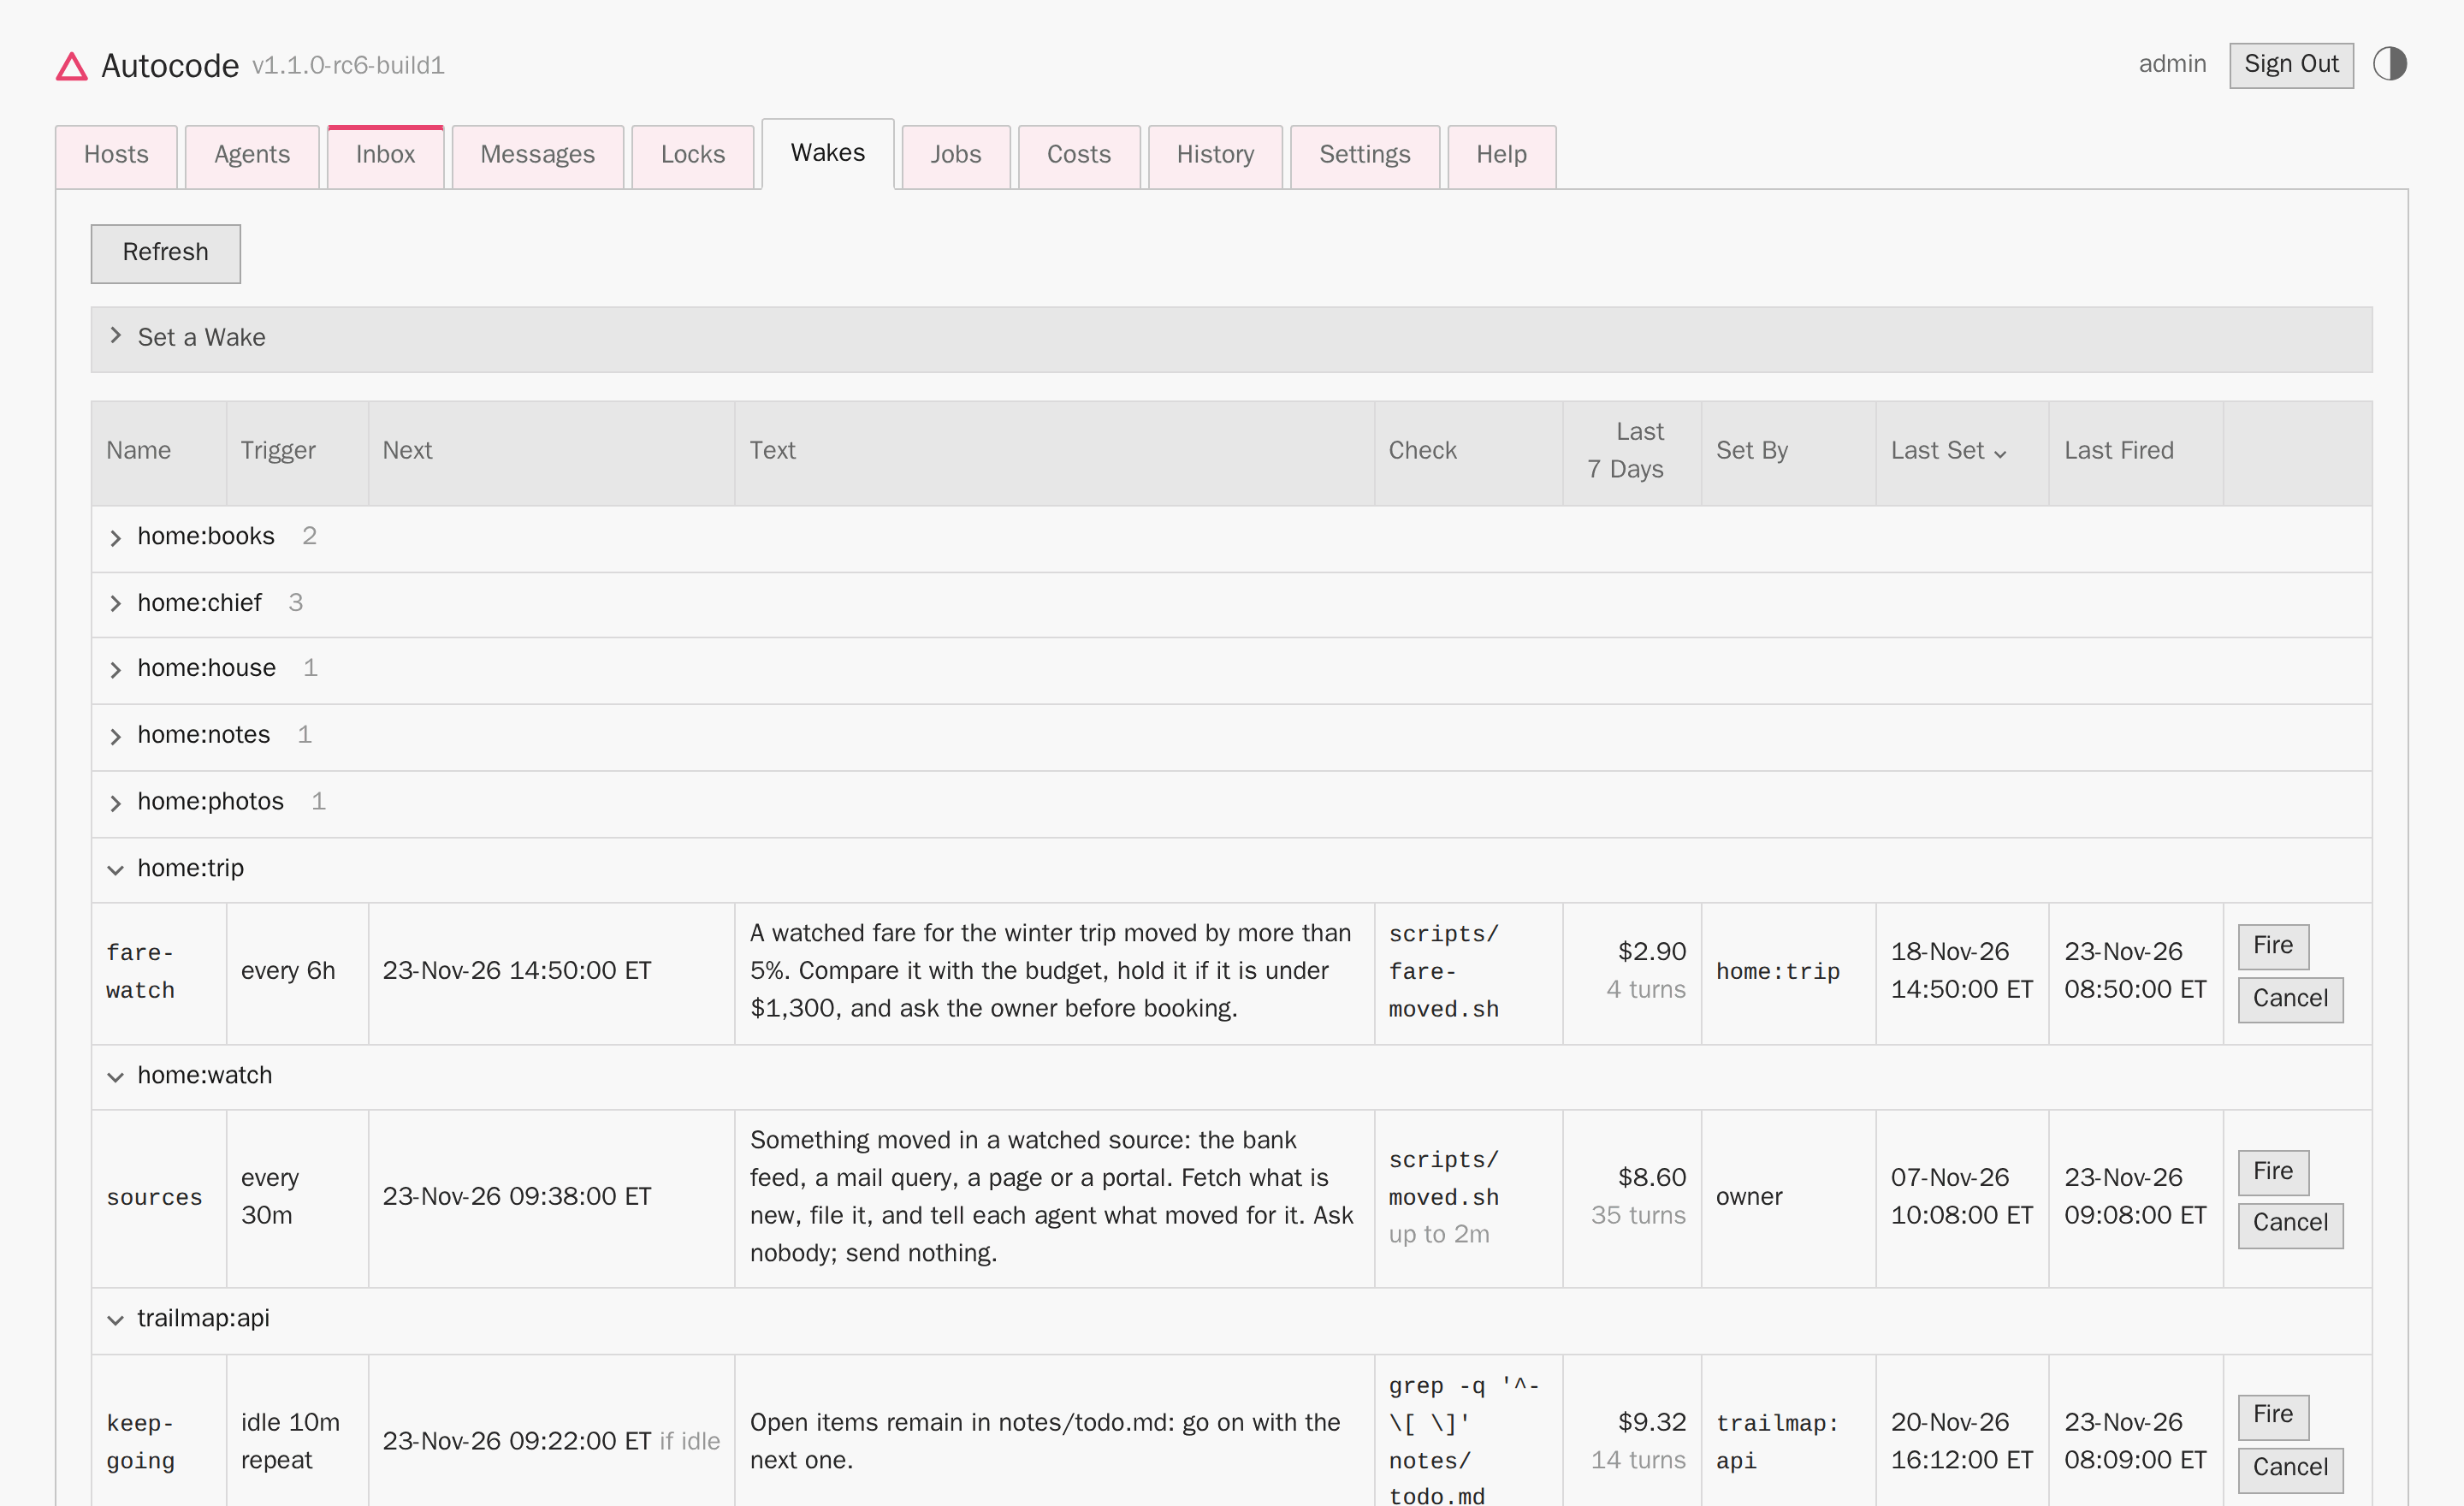 Autocode v1.1.0-rc6-build1
admin Sign Out
Hosts Agents Inbox Messages Locks Wakes Jobs Costs History Settings Help
Refresh
Set a Wake
Name Trigger Next Text Check Last 7 Days Set By Last Set Last Fired
home:books 2
home:chief 3
home:house 1
home:notes 1
home:photos 1
home:trip
fare-
watch
every 6h
23-Nov-26 14:50:00 ET
A watched fare for the winter trip moved by more than
5%. Compare it with the budget, hold it if it is under
$1,300, and ask the owner before booking.
scripts/
fare-
moved.sh
$2.90
4 turns
home:trip
18-Nov-26
14:50:00 ET
23-Nov-26
08:50:00 ET
Fire
Cancel
home:watch
sources
every
30m
23-Nov-26 09:38:00 ET
Something moved in a watched source: the bank
feed, a mail query, a page or a portal. Fetch what is
new, file it, and tell each agent what moved for it. Ask
nobody; send nothing.
scripts/
moved.sh
up to 2m
$8.60
35 turns
owner
07-Nov-26
10:08:00 ET
23-Nov-26
09:08:00 ET
Fire
Cancel
trailmap:api
keep-
going
idle 10m
repeat
23-Nov-26 09:22:00 ET if idle
Open items remain in notes/todo.md: go on with the
next one.
grep -q '^-
\[ \]'
notes/
todo.md
$9.32
14 turns
trailmap:
api
20-Nov-26
16:12:00 ET
23-Nov-26
08:09:00 ET
Fire
Cancel